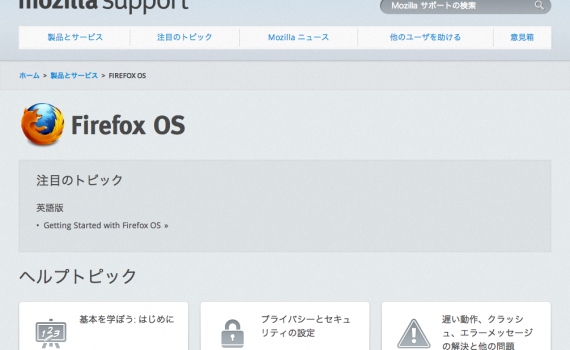 mozilla support
Mozilla サポートの検索
製品とサービス
注目のトピック
Mozilla ニュース
他のユーザを助ける
意見箱
ホーム > 製品とサービス > FIREFOX OS
Firefox OS
注目のトピック
英語版
• Getting Started with Firefox OS »
ヘルプトピック
基本を学ぼう: はじめに
プライバシーとセキュ
リティの設定
遅い動作、クラッシ
ュ、エラーメッセージ
の解決と他の問題
123